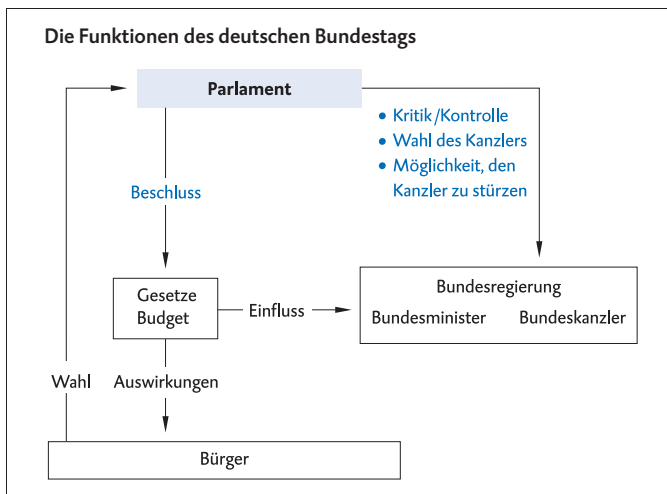 Die Funktionen des deutschen Bundestags
Parlament
• Kritik/Kontrolle
• Wahl des Kanzlers
• Möglichkeit, den
Kanzler zu stürzen
Beschluss
Gesetze
Budget
Einfluss
Bundesregierung
Bundesminister Bundeskanzler
Wahl
Auswirkungen
Bürger